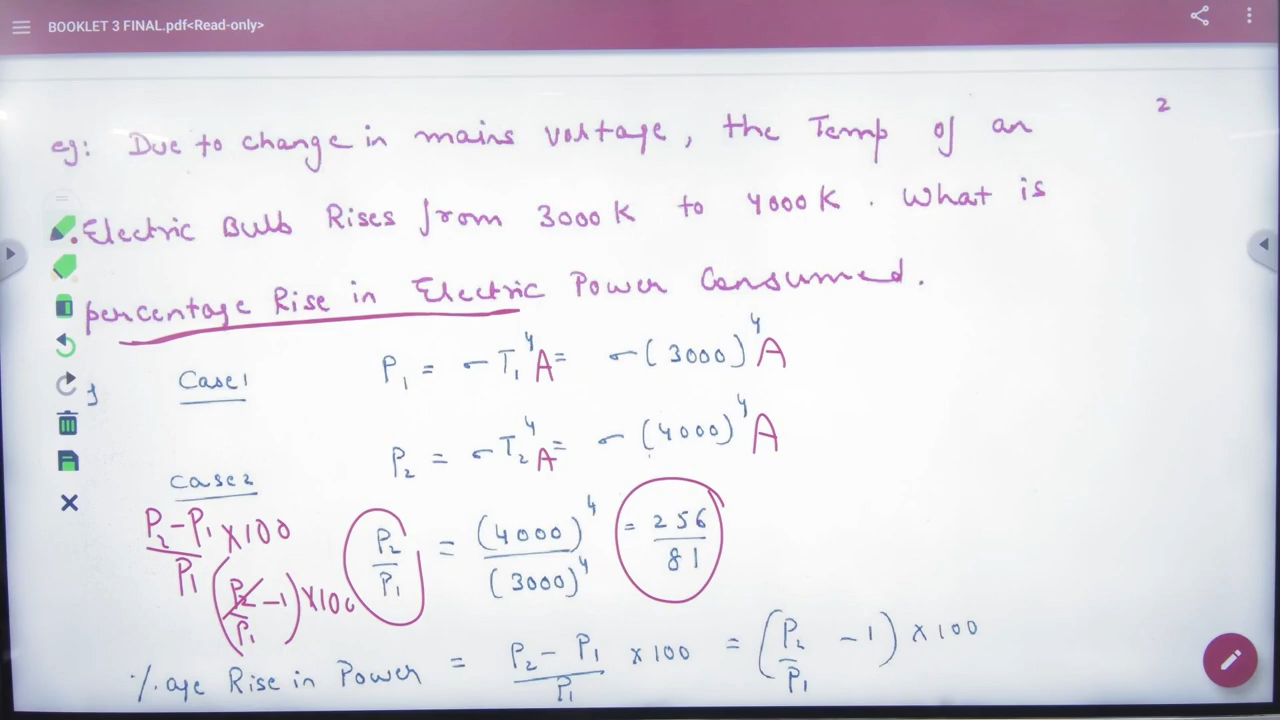 BOOKLET 3 FINAL.pdf<Read-only>
2
eg: Due to change in mains voltage, the Temp of an
Electric Bulb Rises from 3000 K to 4000 K. What is
percentage Rise in Electric Power Consumed.
Case 1 P₁ = σT₁⁴A = σ(3000)⁴A
P₂ = σT₂⁴A = σ(4000)⁴A
Case 2
P₂-P₁/P₁ × 100
P₂/P₁ = (4000)⁴/(3000)⁴ = 256/81
(P₂/P₁ -1) × 100
%age Rise in Power = P₂ - P₁/P₁ × 100 = (P₂/P₁ - 1) × 100